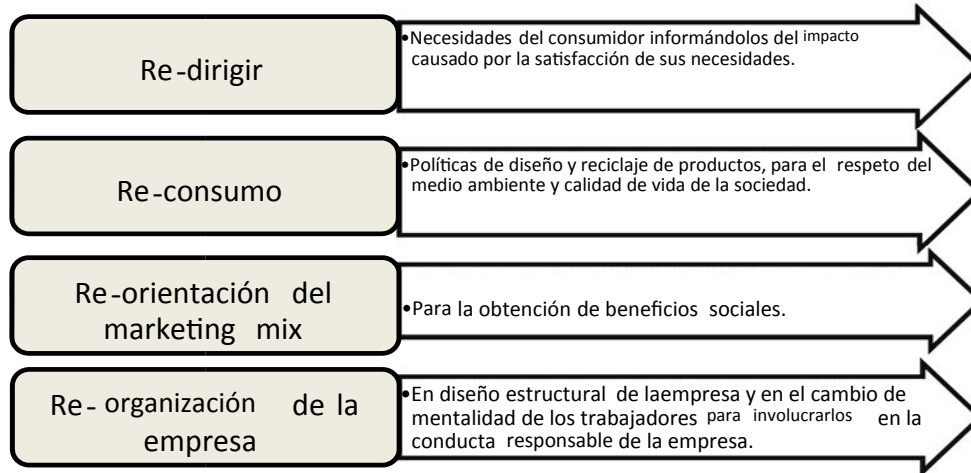 Re-dirigir
•Necesidades del consumidor informándolos del impacto
causado por la satisfacción de sus necesidades.
Re-consumo
•Políticas de diseño y reciclaje de productos, para el respeto del
medio ambiente y calidad de vida de la sociedad.
Re-orientación del
marketing mix
•Para la obtención de beneficios sociales.
Re- organización de la
empresa
•En diseño estructural de laempresa y en el cambio de
mentalidad de los trabajadores para involucrarlos en la
conducta responsable de la empresa.